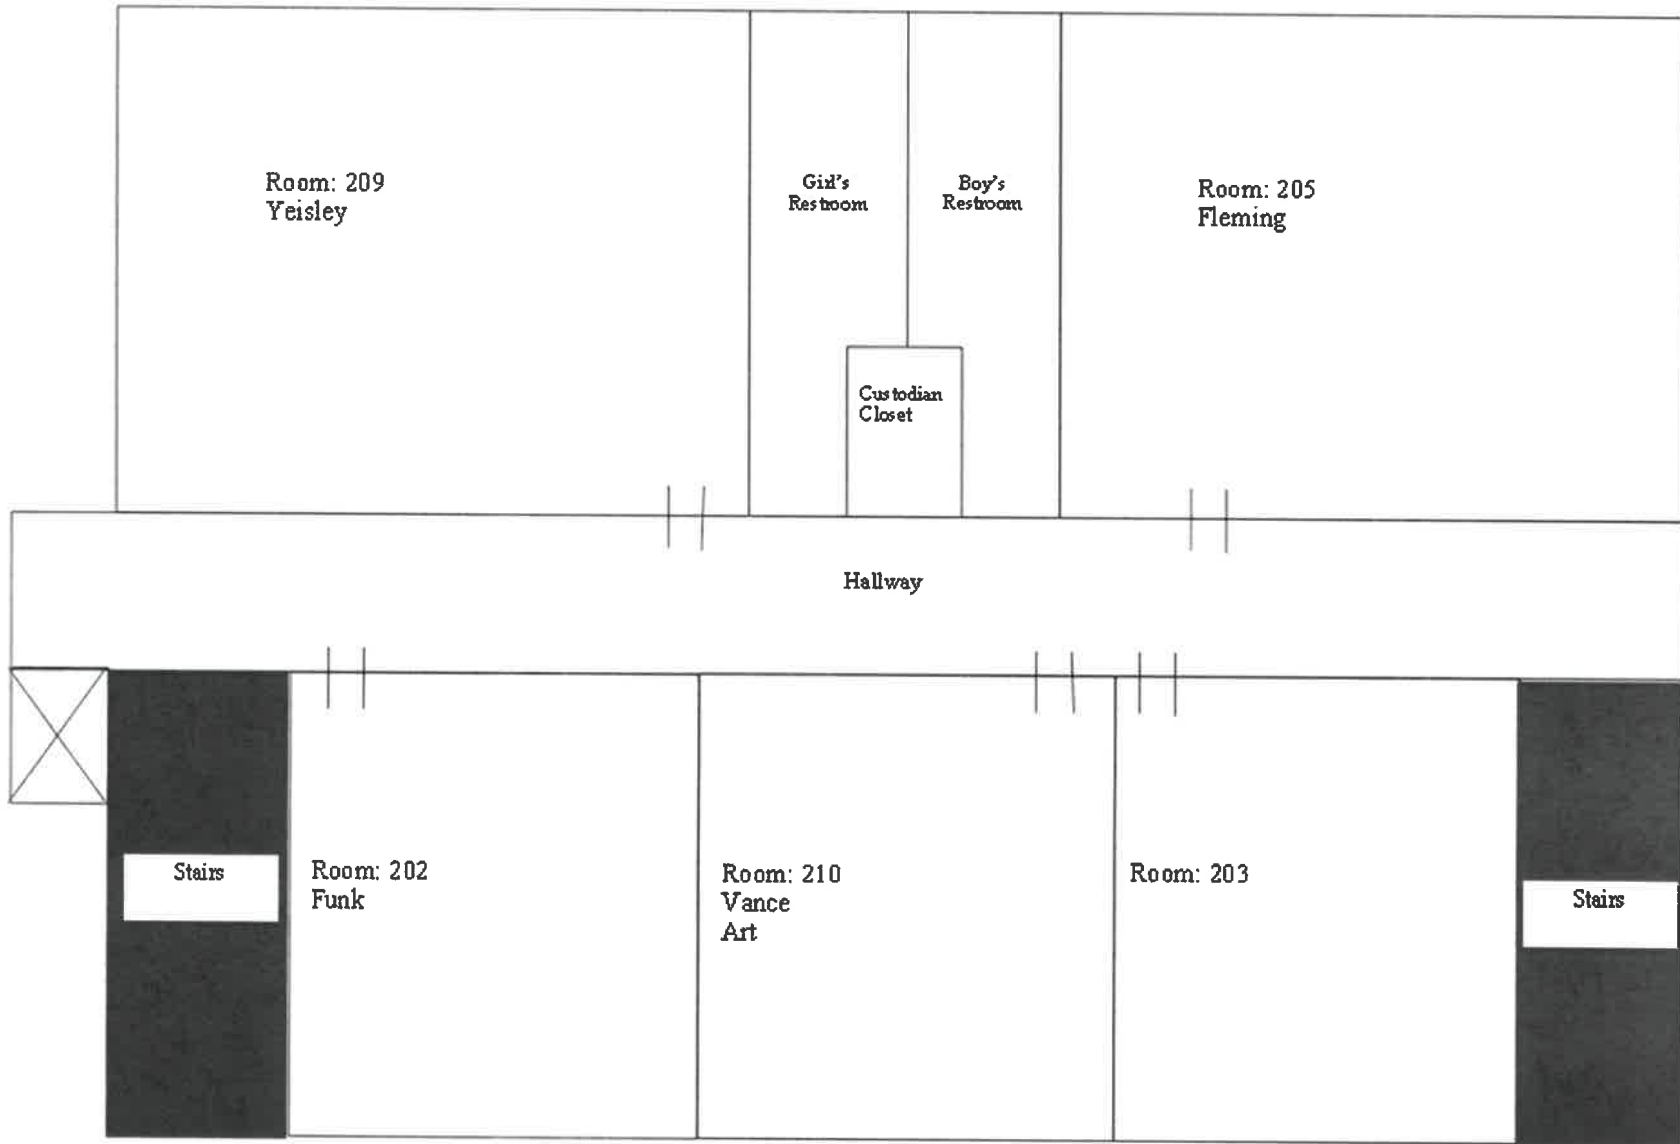 Room: 209
Yeisley
Girl's
Restroom
Boy's
Restroom
Room: 205
Fleming
Custodian
Closet
Hallway
Stairs
Room: 202
Funk
Room: 210
Vance
Art
Room: 203
Stairs